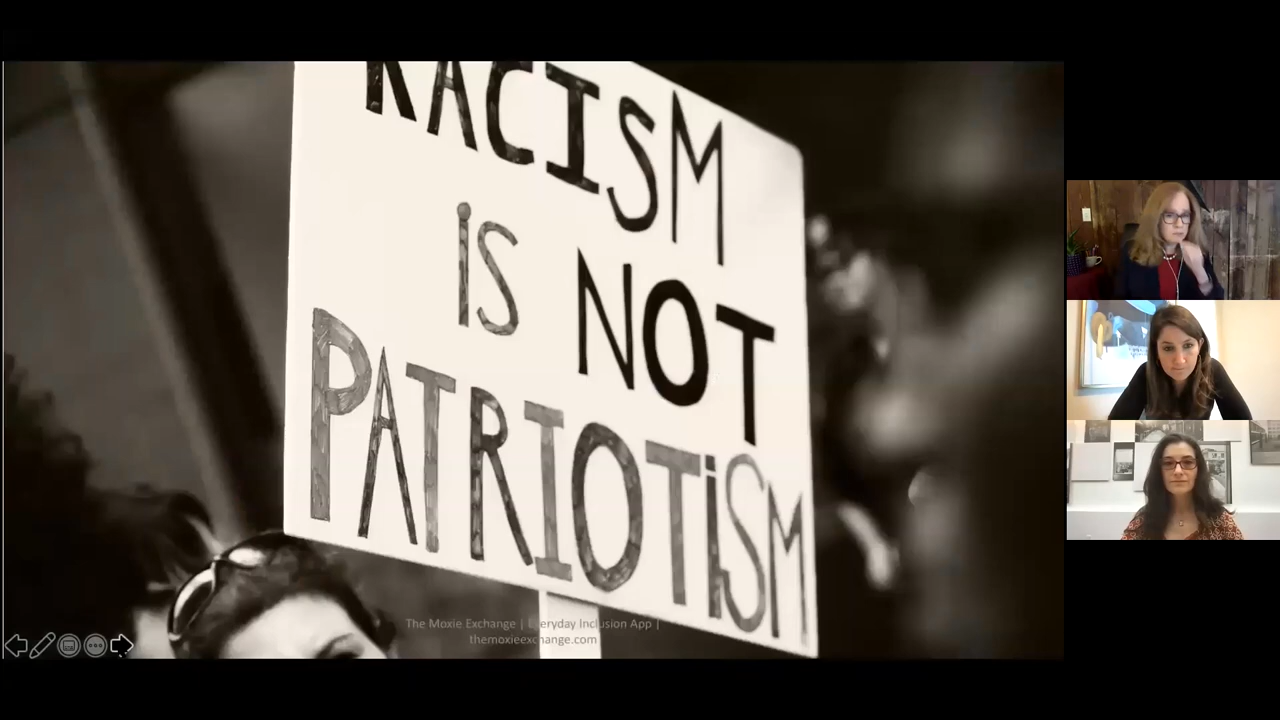 RACISM
iS NOT
PATRIOTiSM
The Moxie Exchange | Everyday Inclusion App |
themoxieexchange.com